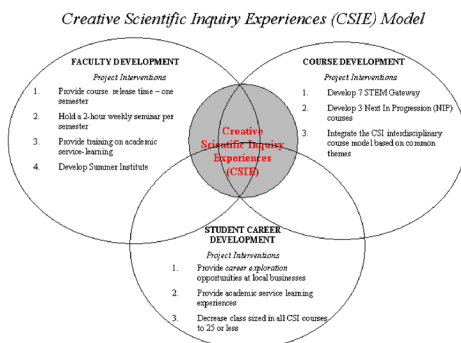 Creative Scientific Inquiry Experiences (CSIE) Model
FACULTY DEVELOPMENT
Project Interventions
1. Provide course release time – one
semester
2. Hold a 2-hour weekly seminar per
semester
3. Provide training on academic
service-learning
4. Develop Summer Institute
COURSE DEVELOPMENT
Project Interventions
1. Develop 7 STEM Gateway
2. Develop 3 Next In Progression (NIP)
courses
3. Integrate the CSI interdisciplinary
course model based on common
themes
Creative
Scientific Inquiry
Experiences
(CSIE)
STUDENT CAREER
DEVELOPMENT
Project Interventions
1. Provide career exploration
opportunities at local businesses
2. Provide academic service learning
experiences
3. Decrease class sized in all CSI courses
to 25 or less